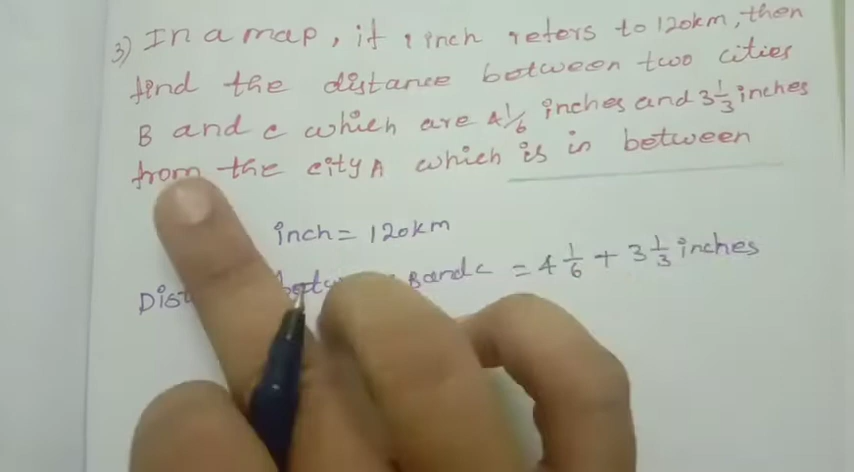 3) In a map, if 1 inch refers to 120km, then
find the distance between two cities
B and C which are 4 1/6 inches and 3 1/3 inches
from the city A which is in between
inch = 120km
B and C = 4 1/6 + 3 1/3 inches